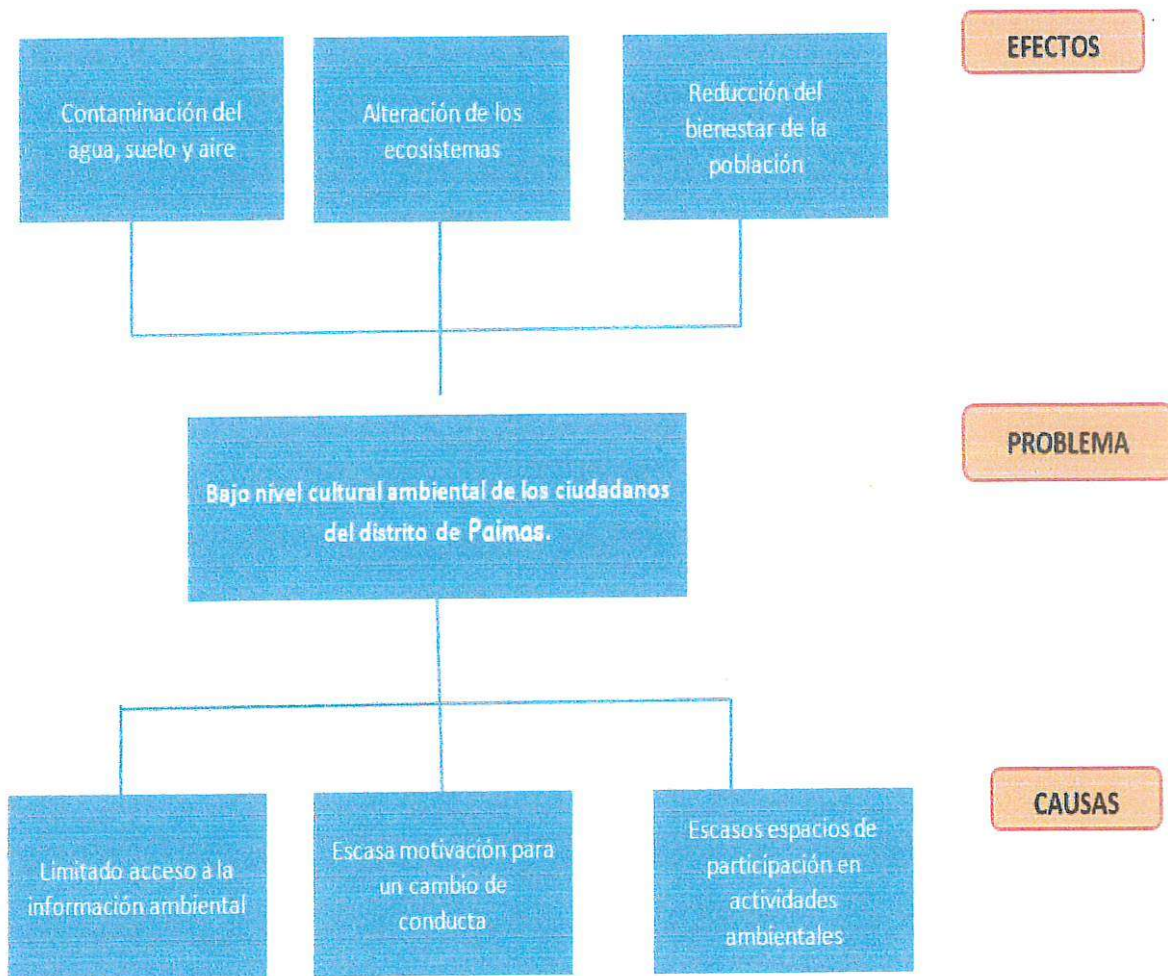 EFECTOS
Contaminación del
agua, suelo y aire
Alteración de los
ecosistemas
Reducción del
bienestar de la
población
PROBLEMA
Bajo nivel cultural ambiental de los ciudadanos
del distrito de Paimas.
CAUSAS
Limitado acceso a la
información ambiental
Escasa motivación para
un cambio de
conducta
Escasos espacios de
participación en
actividades
ambientales